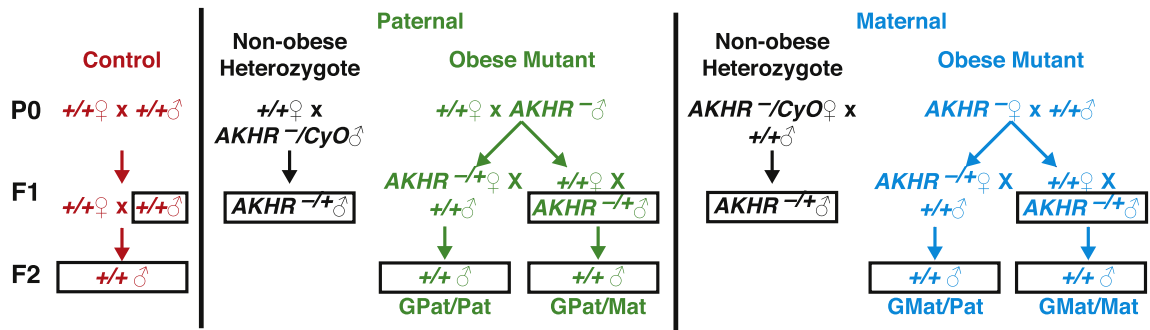 Paternal
Maternal
Control
Non-obese
Heterozygote
Obese Mutant
Non-obese
Heterozygote
Obese Mutant
P0
+/+♀ x +/+♂
+/+♀ x
AKHR –/CyO♂
+/+♀ x AKHR –♂
AKHR –/CyO♀ x
+/+♂
AKHR –♀ x +/+♂
F1
+/+♀ x +/+♂
AKHR –/+♂
AKHR –/+♀ X
+/+♂
+/+♀ X
AKHR –/+♂
AKHR –/+♂
AKHR –/+♀ X
+/+♂
+/+♀ X
AKHR –/+♂
F2
+/+ ♂
+/+ ♂
+/+ ♂
+/+ ♂
+/+ ♂
GPat/Pat
GPat/Mat
GMat/Pat
GMat/Mat